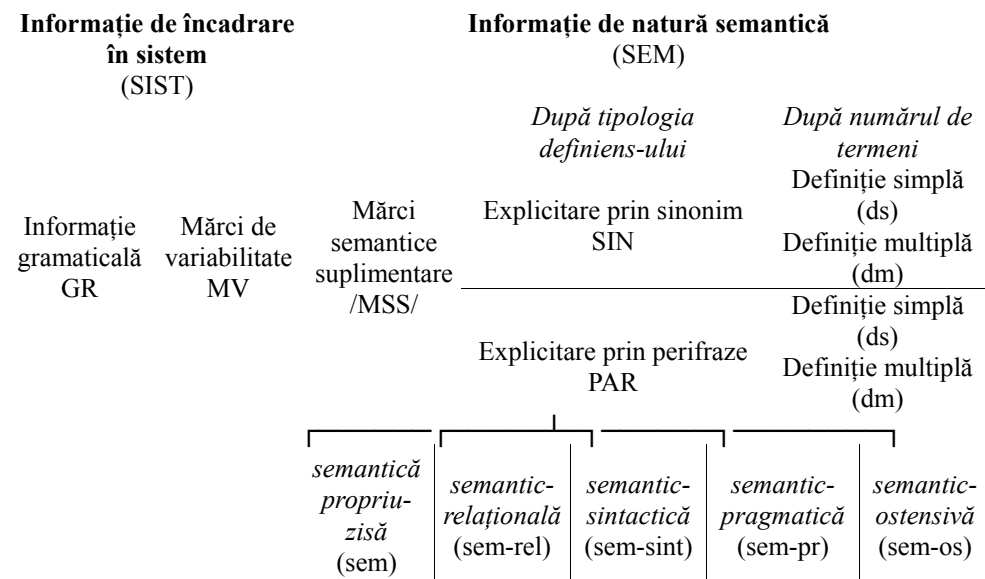 Informație de încadrare
în sistem
(SIST)
Informație de natură semantică
(SEM)
După tipologia
definiens-ului
După numărul de
termeni
Informație
gramaticală
GR
Mărci de
variabilitate
MV
Mărci
semantice
suplimentare
/MSS/
Explicitare prin sinonim
SIN
Definiție simplă
(ds)
Definiție multiplă
(dm)
Explicitare prin perifraze
PAR
Definiție simplă
(ds)
Definiție multiplă
(dm)
semantică
propriu-
zisă
(sem)
semantic-
relațională
(sem-rel)
semantic-
sintactică
(sem-sint)
semantic-
pragmatică
(sem-pr)
semantic-
ostensivă
(sem-os)